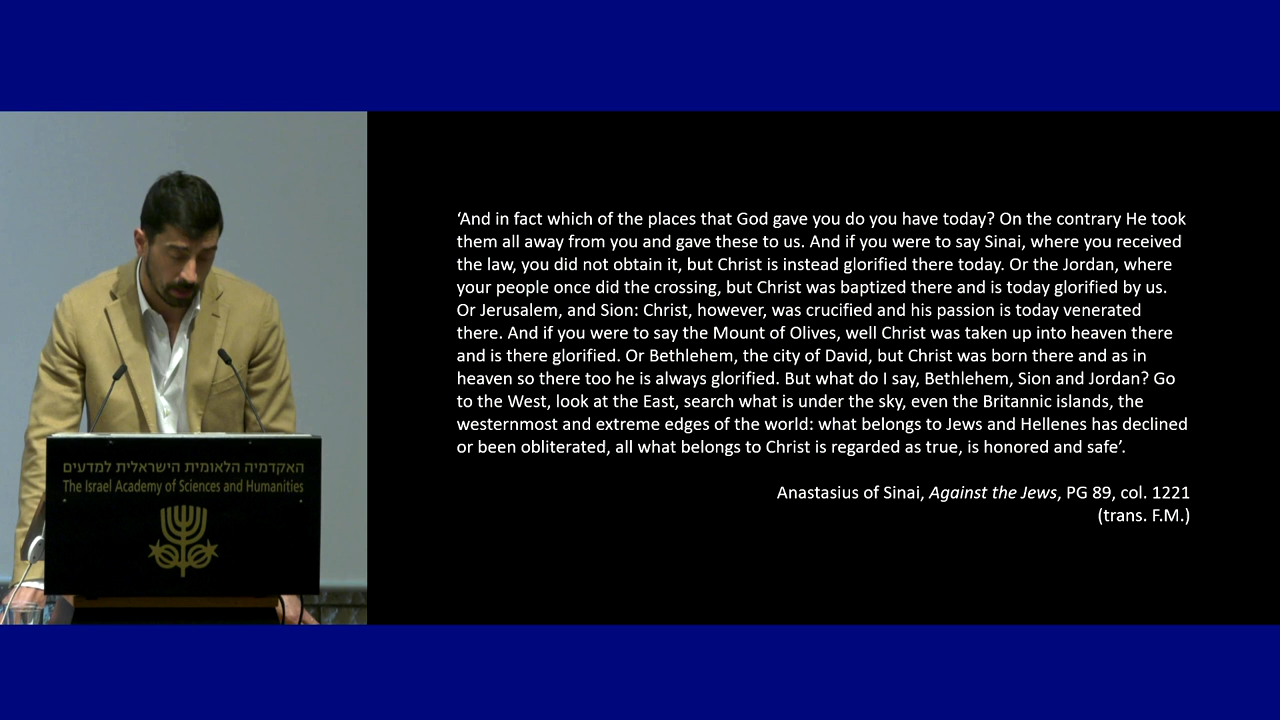 האקדמיה הלאומית הישראלית למדעים
The Israel Academy of Sciences and Humanities
‘And in fact which of the places that God gave you do you have today? On the contrary He took
them all away from you and gave these to us. And if you were to say Sinai, where you received
the law, you did not obtain it, but Christ is instead glorified there today. Or the Jordan, where
your people once did the crossing, but Christ was baptized there and is today glorified by us.
Or Jerusalem, and Sion: Christ, however, was crucified and his passion is today venerated
there. And if you were to say the Mount of Olives, well Christ was taken up into heaven there
and is there glorified. Or Bethlehem, the city of David, but Christ was born there and as in
heaven so there too he is always glorified. But what do I say, Bethlehem, Sion and Jordan? Go
to the West, look at the East, search what is under the sky, even the Britannic islands, the
westernmost and extreme edges of the world: what belongs to Jews and Hellenes has declined
or been obliterated, all what belongs to Christ is regarded as true, is honored and safe’.
Anastasius of Sinai, Against the Jews, PG 89, col. 1221
(trans. F.M.)